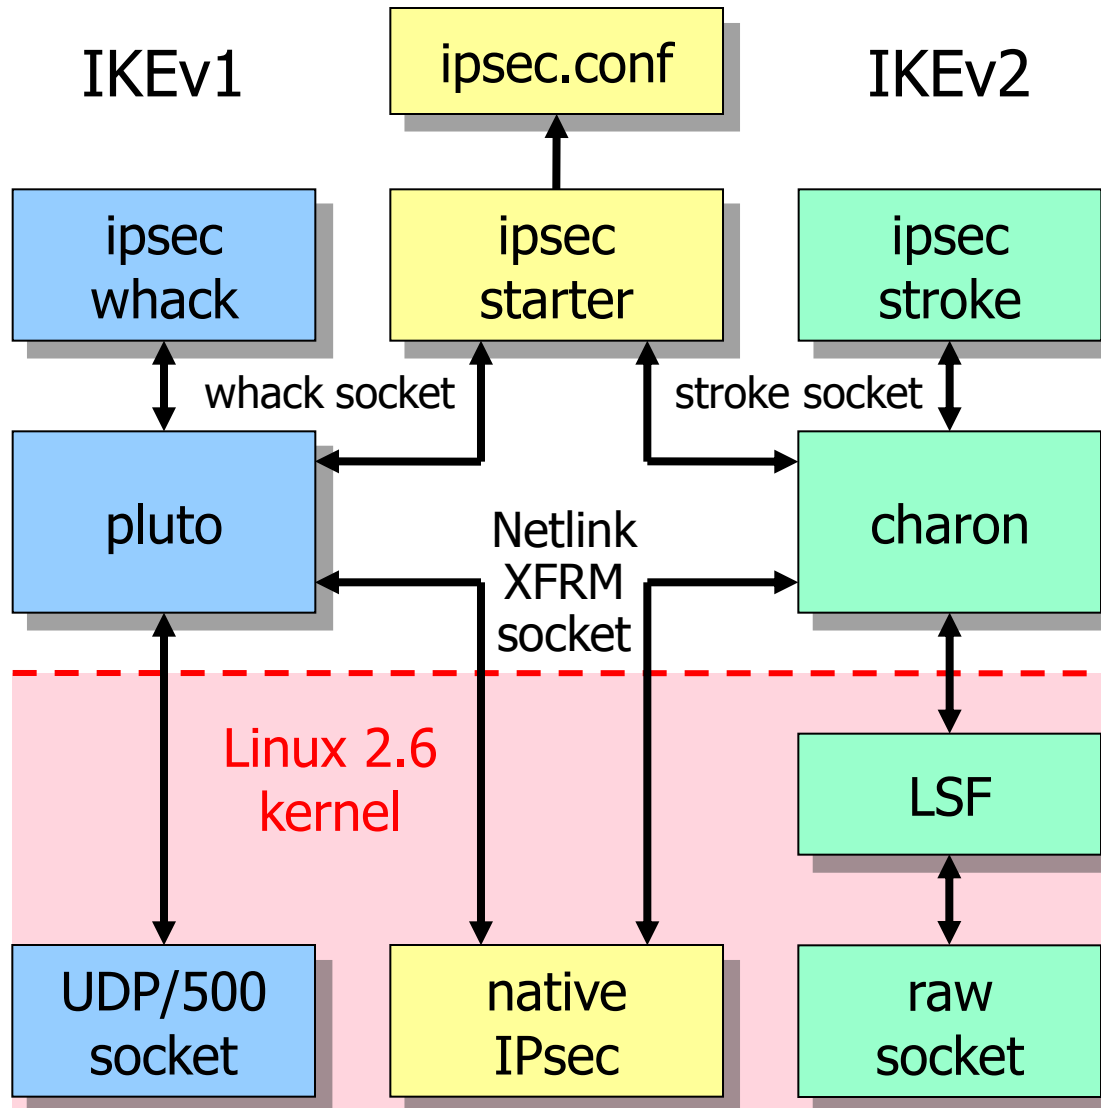 IKEv1
ipsec.conf
IKEv2
ipsec
whack
ipsec
starter
ipsec
stroke
whack socket
stroke socket
pluto
Netlink
XFRM
socket
charon
Linux 2.6
kernel
LSF
UDP/500
socket
native
IPsec
raw
socket